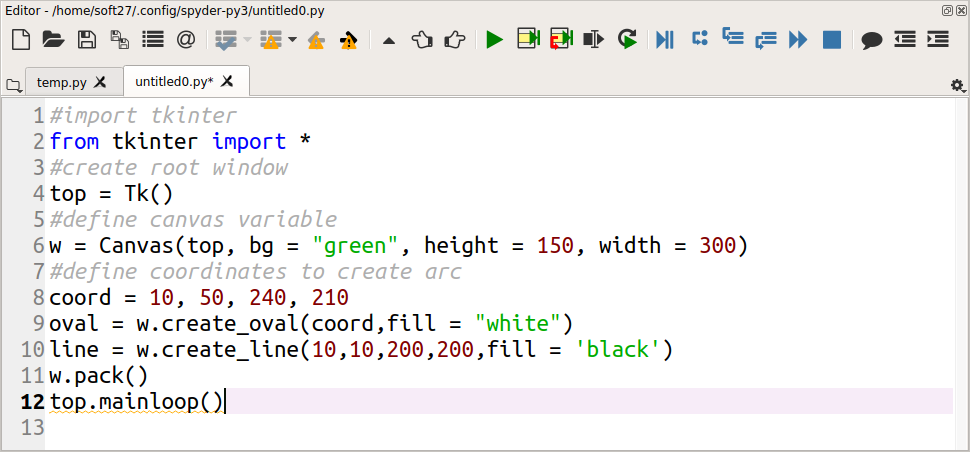 Editor - /home/soft27/.config/spyder-py3/untitled0.py
temp.py untitled0.py*
1 #import tkinter
2 from tkinter import *
3 #create root window
4 top = Tk()
5 #define canvas variable
6 w = Canvas(top, bg = "green", height = 150, width = 300)
7 #define coordinates to create arc
8 coord = 10, 50, 240, 210
9 oval = w.create_oval(coord,fill = "white")
10 line = w.create_line(10,10,200,200,fill = 'black')
11 w.pack()
12 top.mainloop()
13